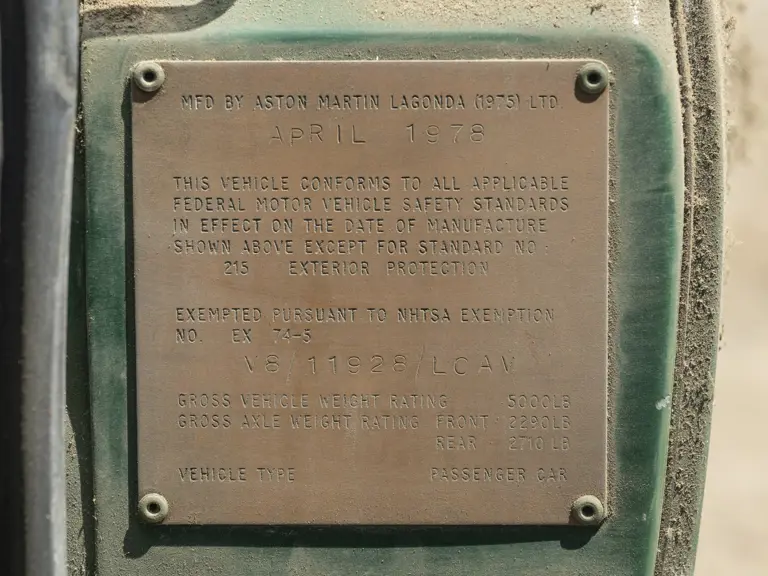 MFD BY ASTON MARTIN LAGONDA (1975) LTD.
APRIL 1978
THIS VEHICLE CONFORMS TO ALL APPLICABLE
FEDERAL MOTOR VEHICLE SAFETY STANDARDS
IN EFFECT ON THE DATE OF MANUFACTURE
SHOWN ABOVE EXCEPT FOR STANDARD NO:
215 EXTERIOR PROTECTION
EXEMPTED PURSUANT TO NHTSA EXEMPTION
NO. EX 74-5
V8/11928/LCAV
GROSS VEHICLE WEIGHT RATING 5000LB
GROSS AXLE WEIGHT RATING FRONT 2290LB
REAR 2710 LB
VEHICLE TYPE PASSENGER CAR